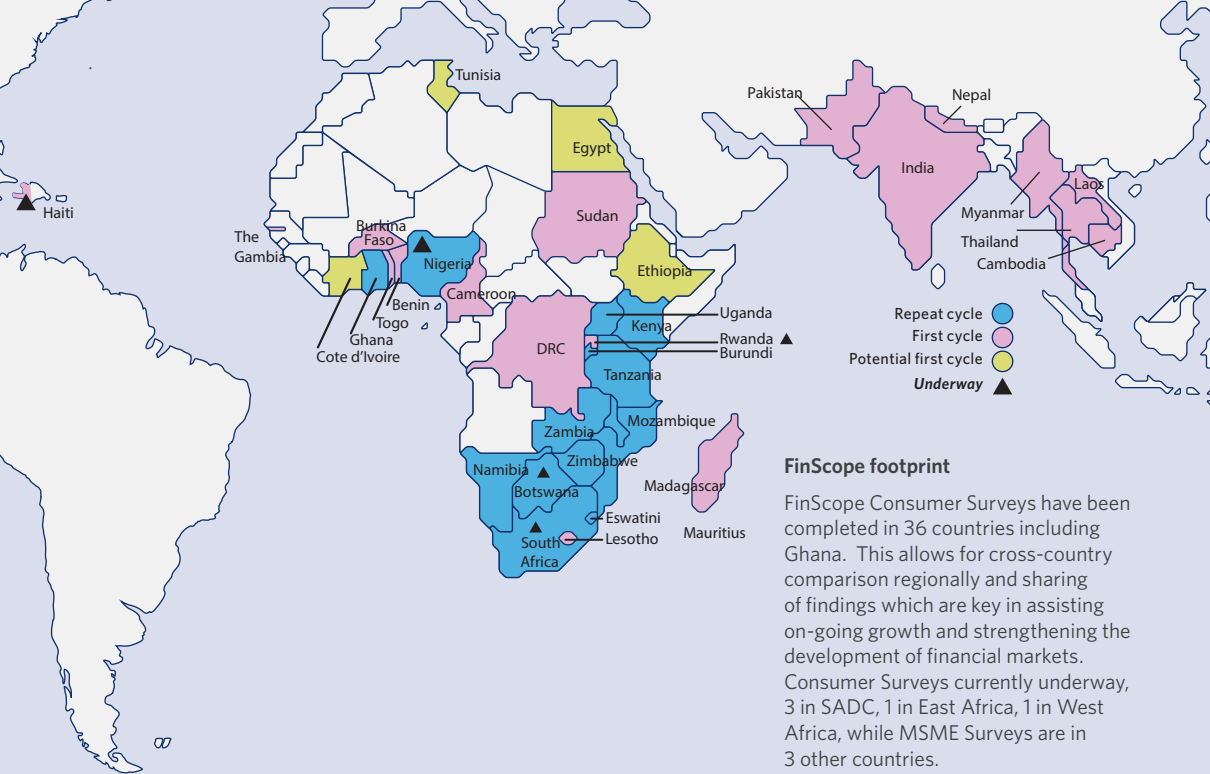 Tunisia
Pakistan
Nepal
Egypt
India
Laos
Haiti
Sudan
Myanmar
Burkina
Faso
The
Gambia
Thailand
Nigeria
Cambodia
Ethiopia
Cameroon
Benin
Togo
Ghana
Cote d'Ivoire
Uganda
Kenya
Rwanda
Burundi
DRC
Tanzania
Mozambique
Zambia
Zimbabwe
Namibia
Botswana
Madagascar
Mauritius
Eswatini
Lesotho
South
Africa
Repeat cycle
First cycle
Potential first cycle
Underway
FinScope footprint
FinScope Consumer Surveys have been
completed in 36 countries including
Ghana. This allows for cross-country
comparison regionally and sharing
of findings which are key in assisting
on-going growth and strengthening the
development of financial markets.
Consumer Surveys currently underway,
3 in SADC, 1 in East Africa, 1 in West
Africa, while MSME Surveys are in
3 other countries.